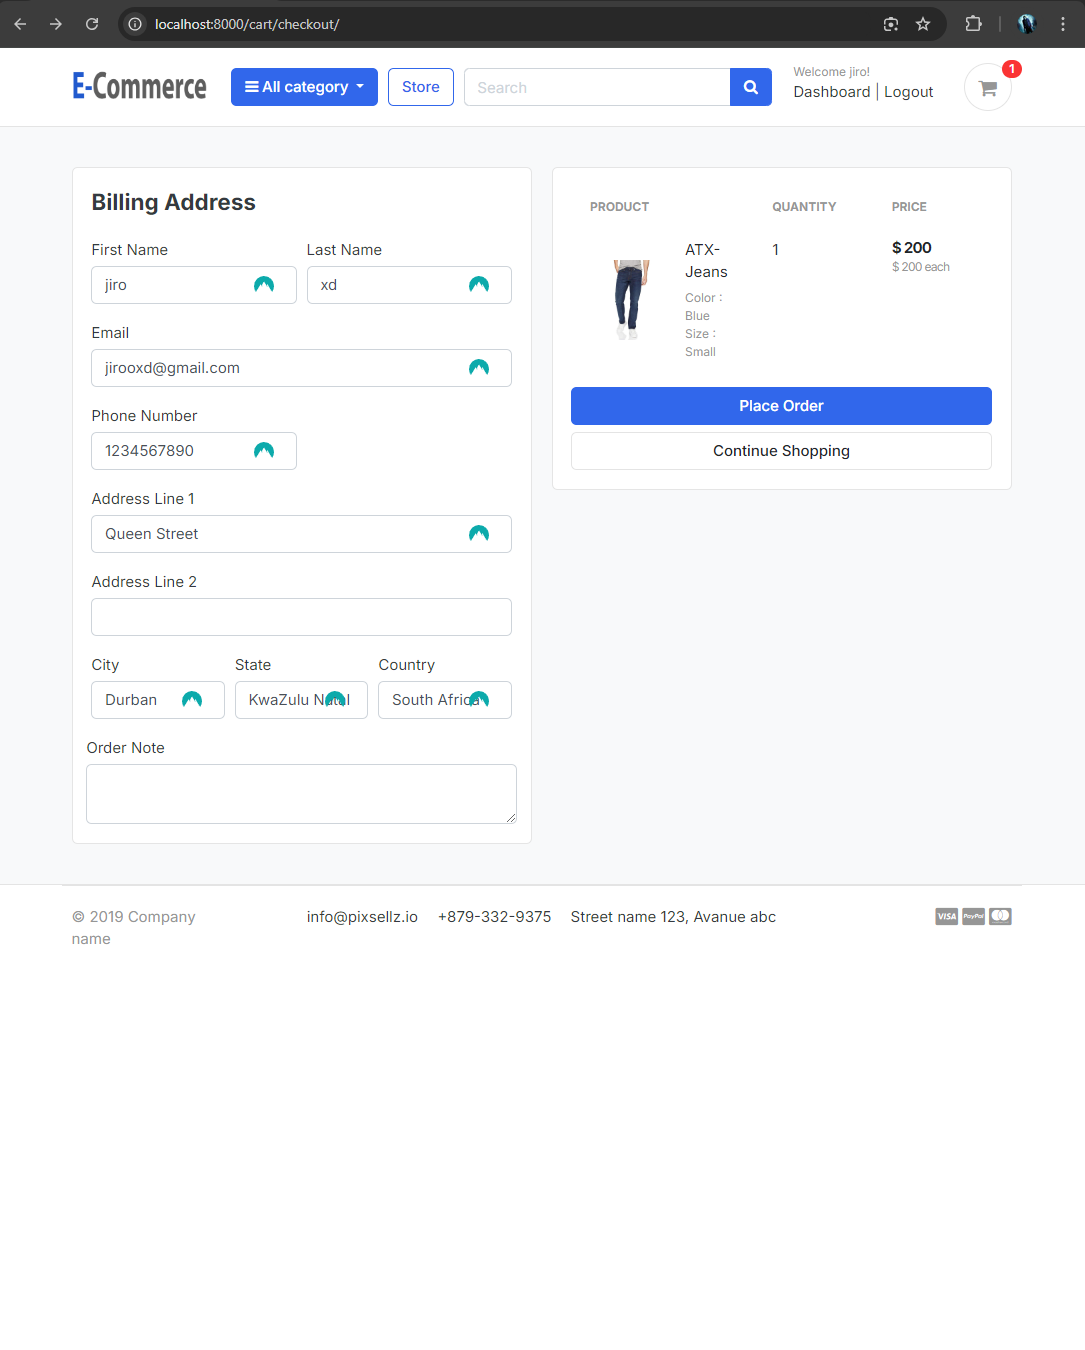 localhost:8000/cart/checkout/
E-Commerce
All category
Store
Search
Welcome jiro!
Dashboard | Logout
1
Billing Address
First Name
Last Name
jiro
xd
Email
jirooxd@gmail.com
Phone Number
1234567890
Address Line 1
Queen Street
Address Line 2
City
State
Country
Durban
KwaZulu Natal
South Africa
Order Note
PRODUCT
QUANTITY
PRICE
ATX-
Jeans
Color :
Blue
Size :
Small
1
$ 200
$ 200 each
Place Order
Continue Shopping
© 2019 Company
name
info@pixsellz.io
+879-332-9375
Street name 123, Avanue abc
VISA
PayPal